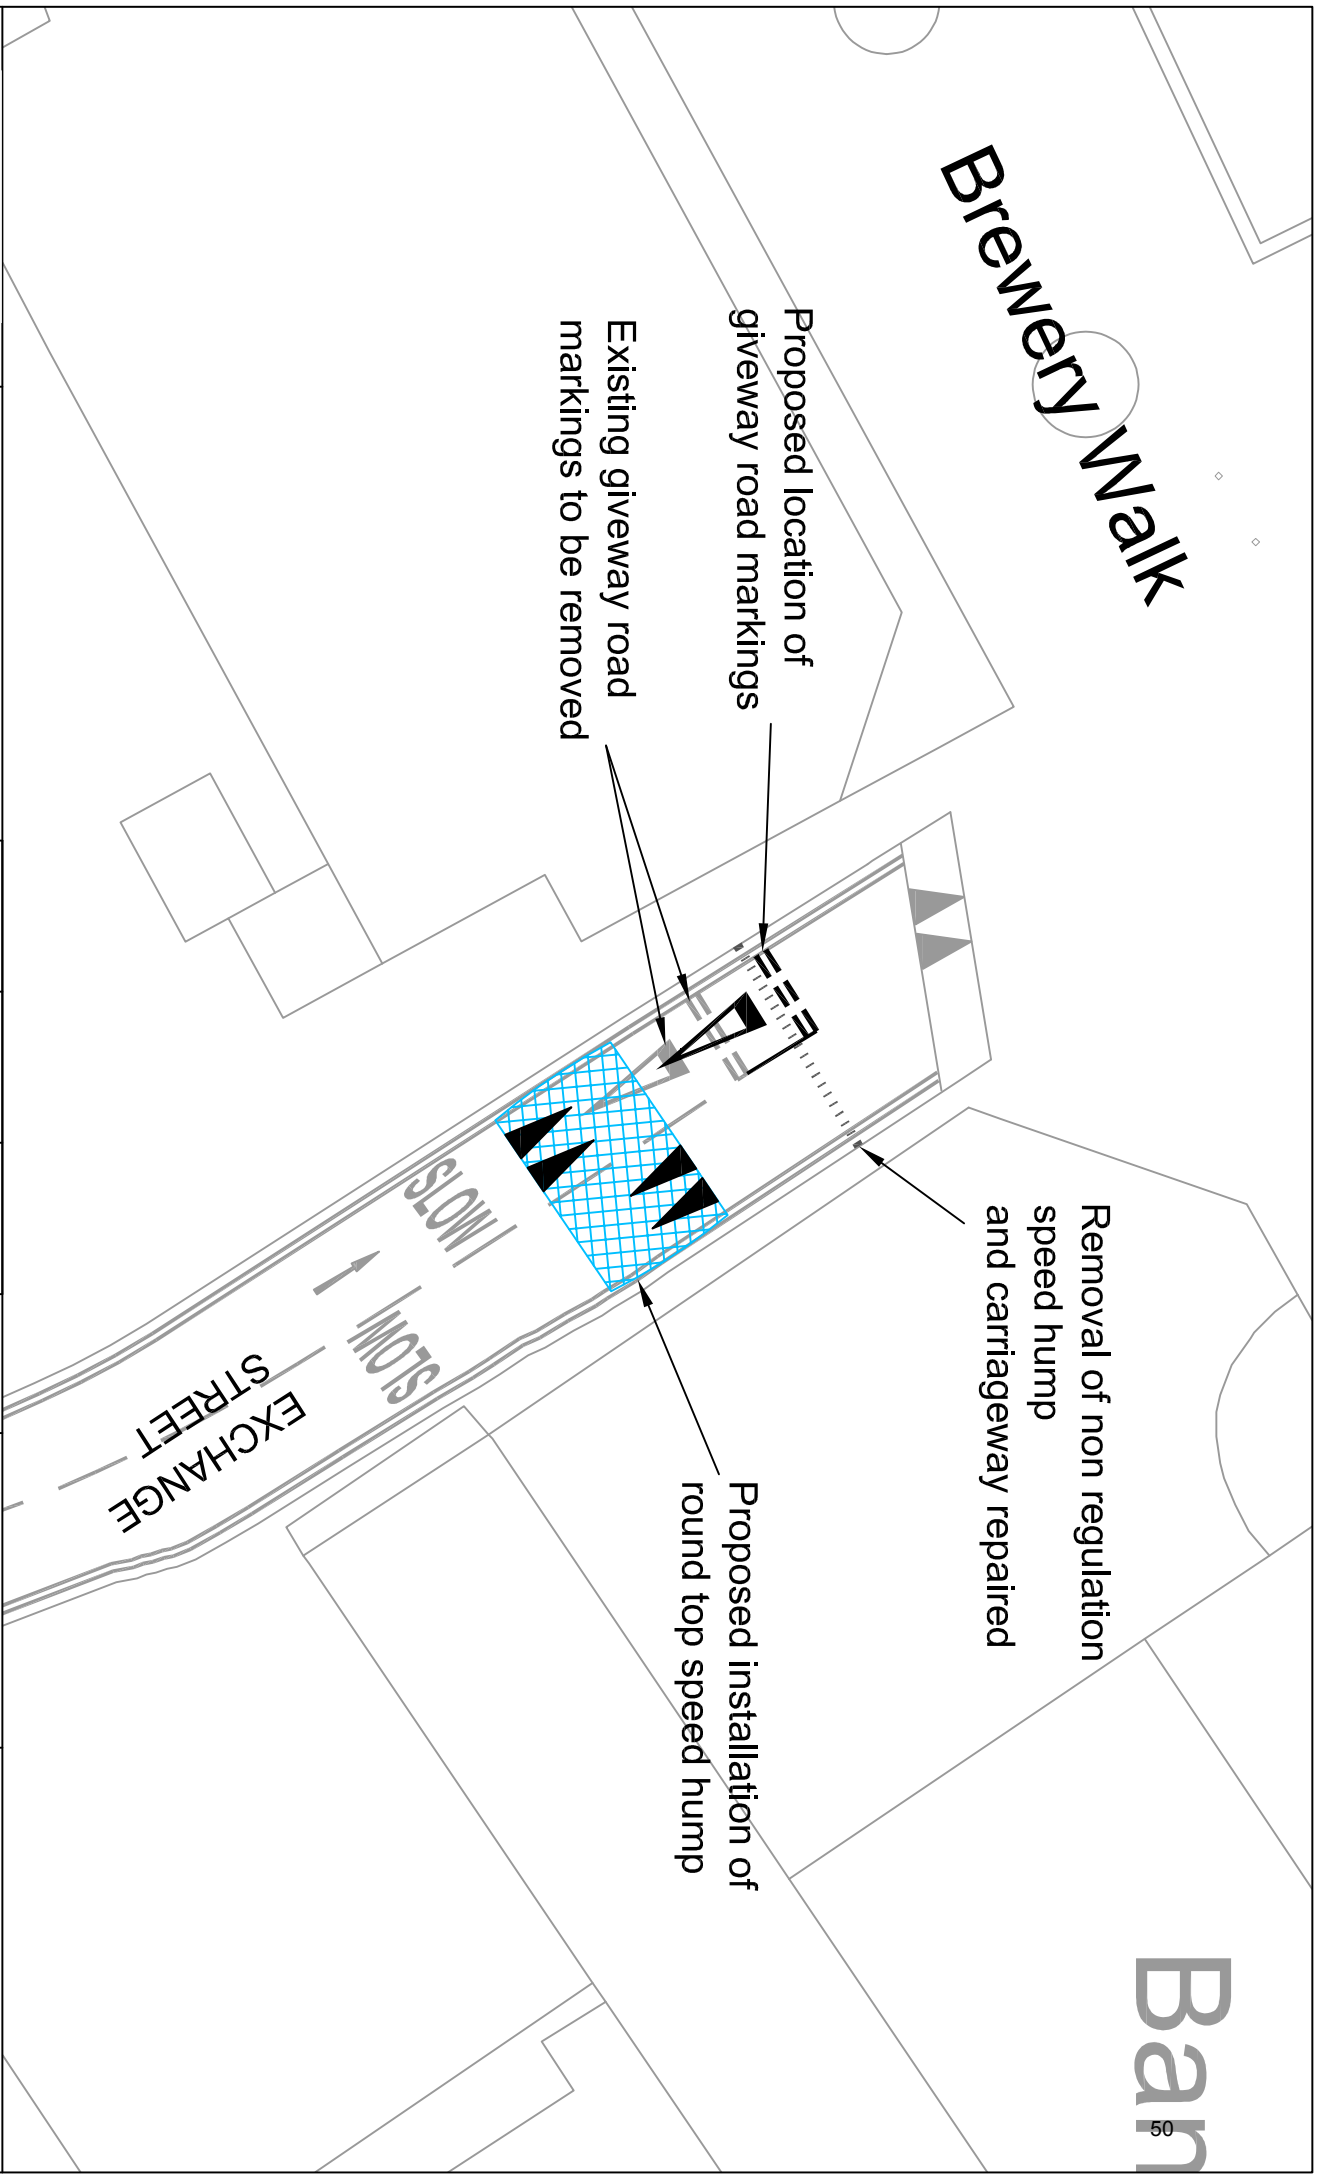 Brewery Walk
Proposed location of
giveway road markings
Existing giveway road
markings to be removed
Removal of non regulation
speed hump
and carriageway repaired
Proposed installation of
round top speed hump
SLOW
SLOW
EXCHANGE
STREET
Ban
50